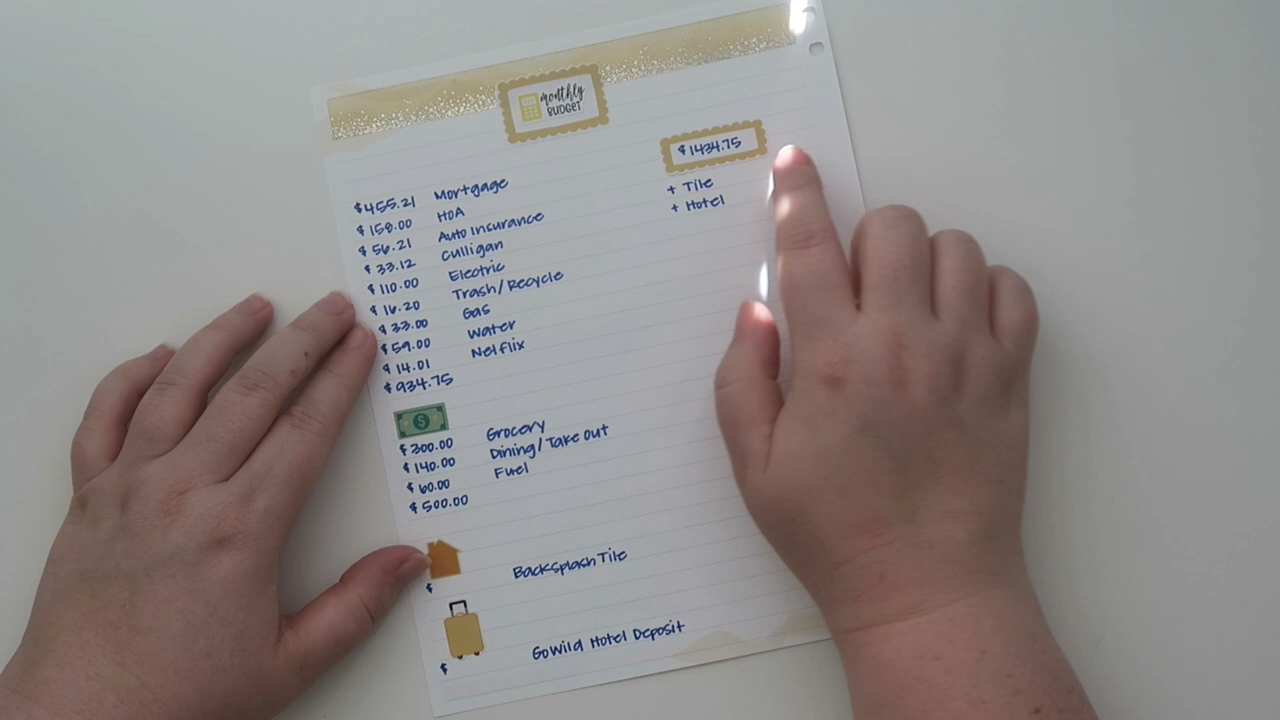 monthly
BUDGET
$1434.75
+ Tile
+ Hotel
$455.21 Mortgage
$158.00 HOA
$56.21 Auto Insurance
$33.12 Culligan
$110.00 Electric
$16.20 Trash/Recycle
$33.00 Gas
$59.00 Water
$14.01 Netflix
$934.75
$300.00 Grocery
$140.00 Dining/Take out
$60.00 Fuel
$500.00
$ Backsplash Tile
$ GoWild Hotel Deposit